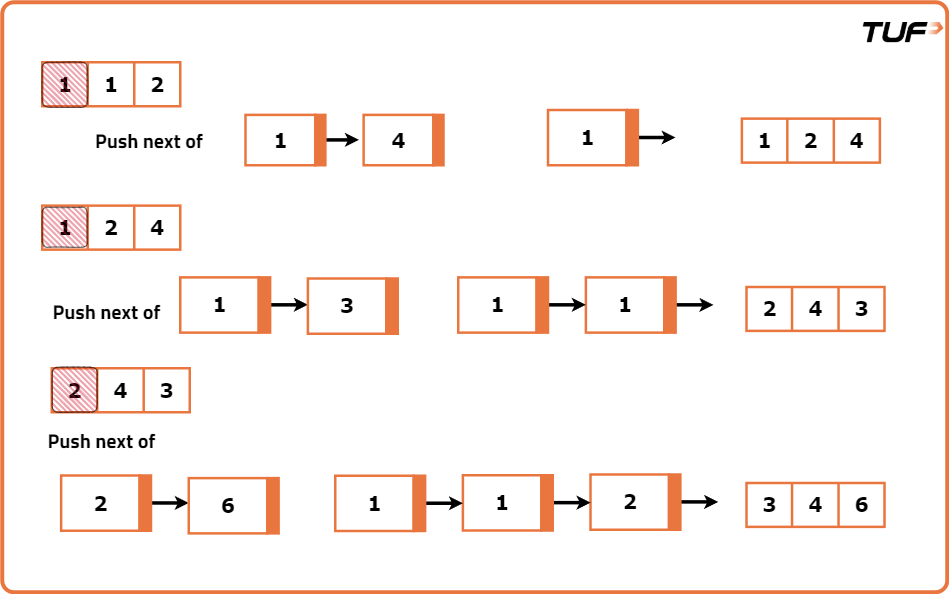 TUF
1 1 2
Push next of 1 4 1 1 2 4
1 2 4
Push next of 1 3 1 1 2 4 3
2 4 3
Push next of
2 6 1 1 2 3 4 6